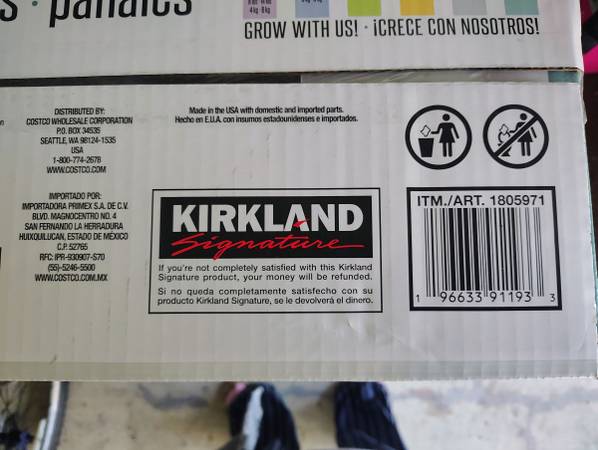 s · pañales
GROW WITH US! · ¡CRECE CON NOSOTROS!
DISTRIBUTED BY:
COSTCO WHOLESALE CORPORATION
P.O. BOX 34535
SEATTLE, WA 98124-1535
USA
1-800-774-2678
WWW.COSTCO.COM
Made in the USA with domestic and imported parts.
Hecho en E.U.A. con insumos estadounidenses e importados.
IMPORTADO POR:
IMPORTADORA PRIMEX S.A. DE C.V.
BLVD. MAGNOCENTRO NO. 4
SAN FERNANDO LA HERRADURA
HUIXQUILUCAN, ESTADO DE MÉXICO
C.P. 52765
RFC: IPR-930907-S70
(55)-5246-5500
WWW.COSTCO.COM.MX
KIRKLAND
Signature
If you're not completely satisfied with this Kirkland
Signature product, your money will be refunded.
Si no queda completamente satisfecho con su
producto Kirkland Signature, se le devolverá el dinero.
ITM./ART. 1805971
1 96633 91193 3